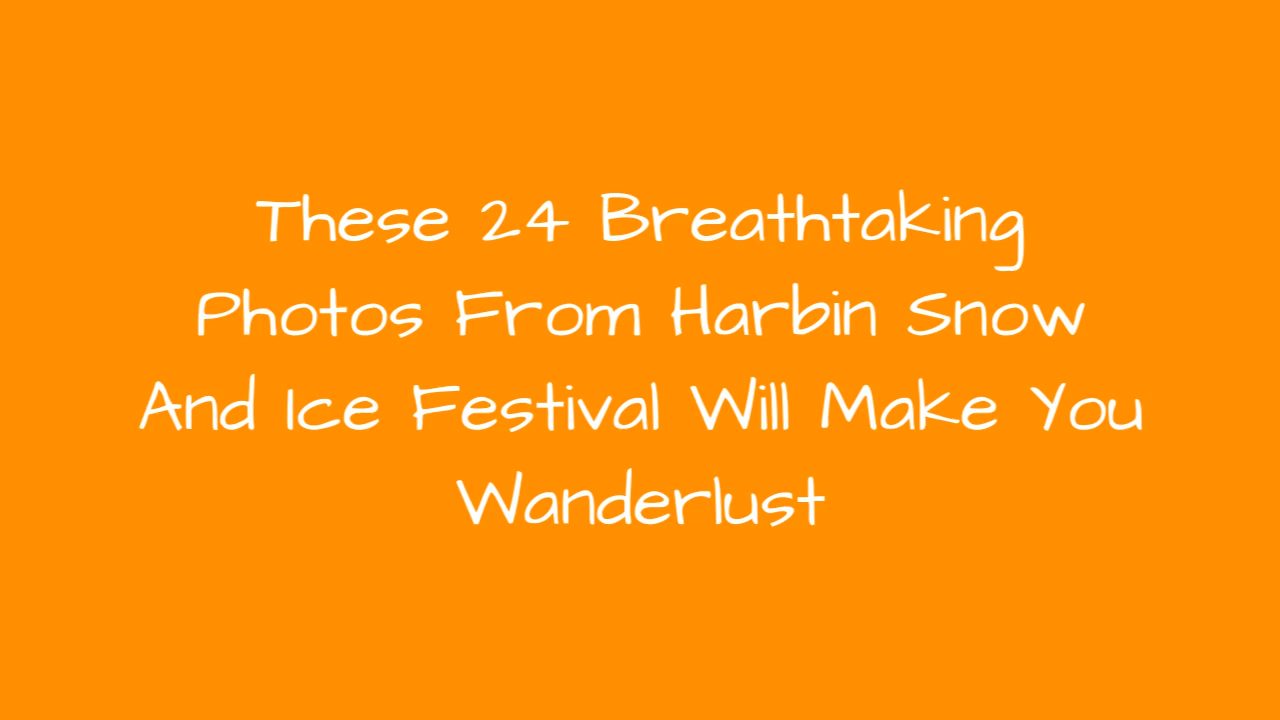 These 24 Breathtaking
Photos From Harbin Snow
And Ice Festival Will Make You
Wanderlust